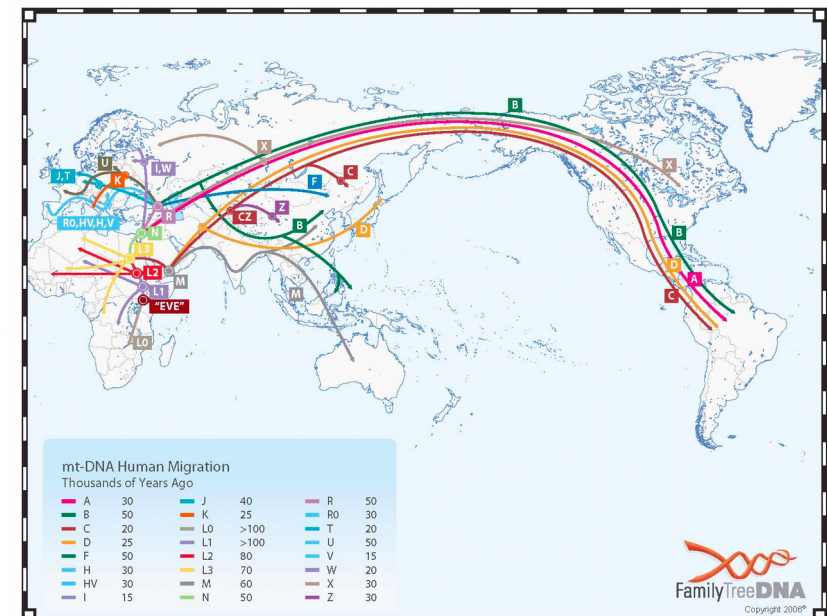 B
X
X
U
I,W
J,T
K
C
F
R
CZ
Z
B
B
R0,HV,H,V
N
D
L3
L2
M
D
A
L1
M
C
"EVE"
L0
mt-DNA Human Migration
Thousands of Years Ago
A 30 J 40 R 50
B 50 K 25 R0 30
C 20 L0 >100 T 20
D 25 L1 >100 U 50
F 50 L2 80 V 15
H 30 L3 70 W 20
HV 30 M 60 X 30
I 15 N 50 Z 30
FamilyTreeDNA
Copyright 2006®